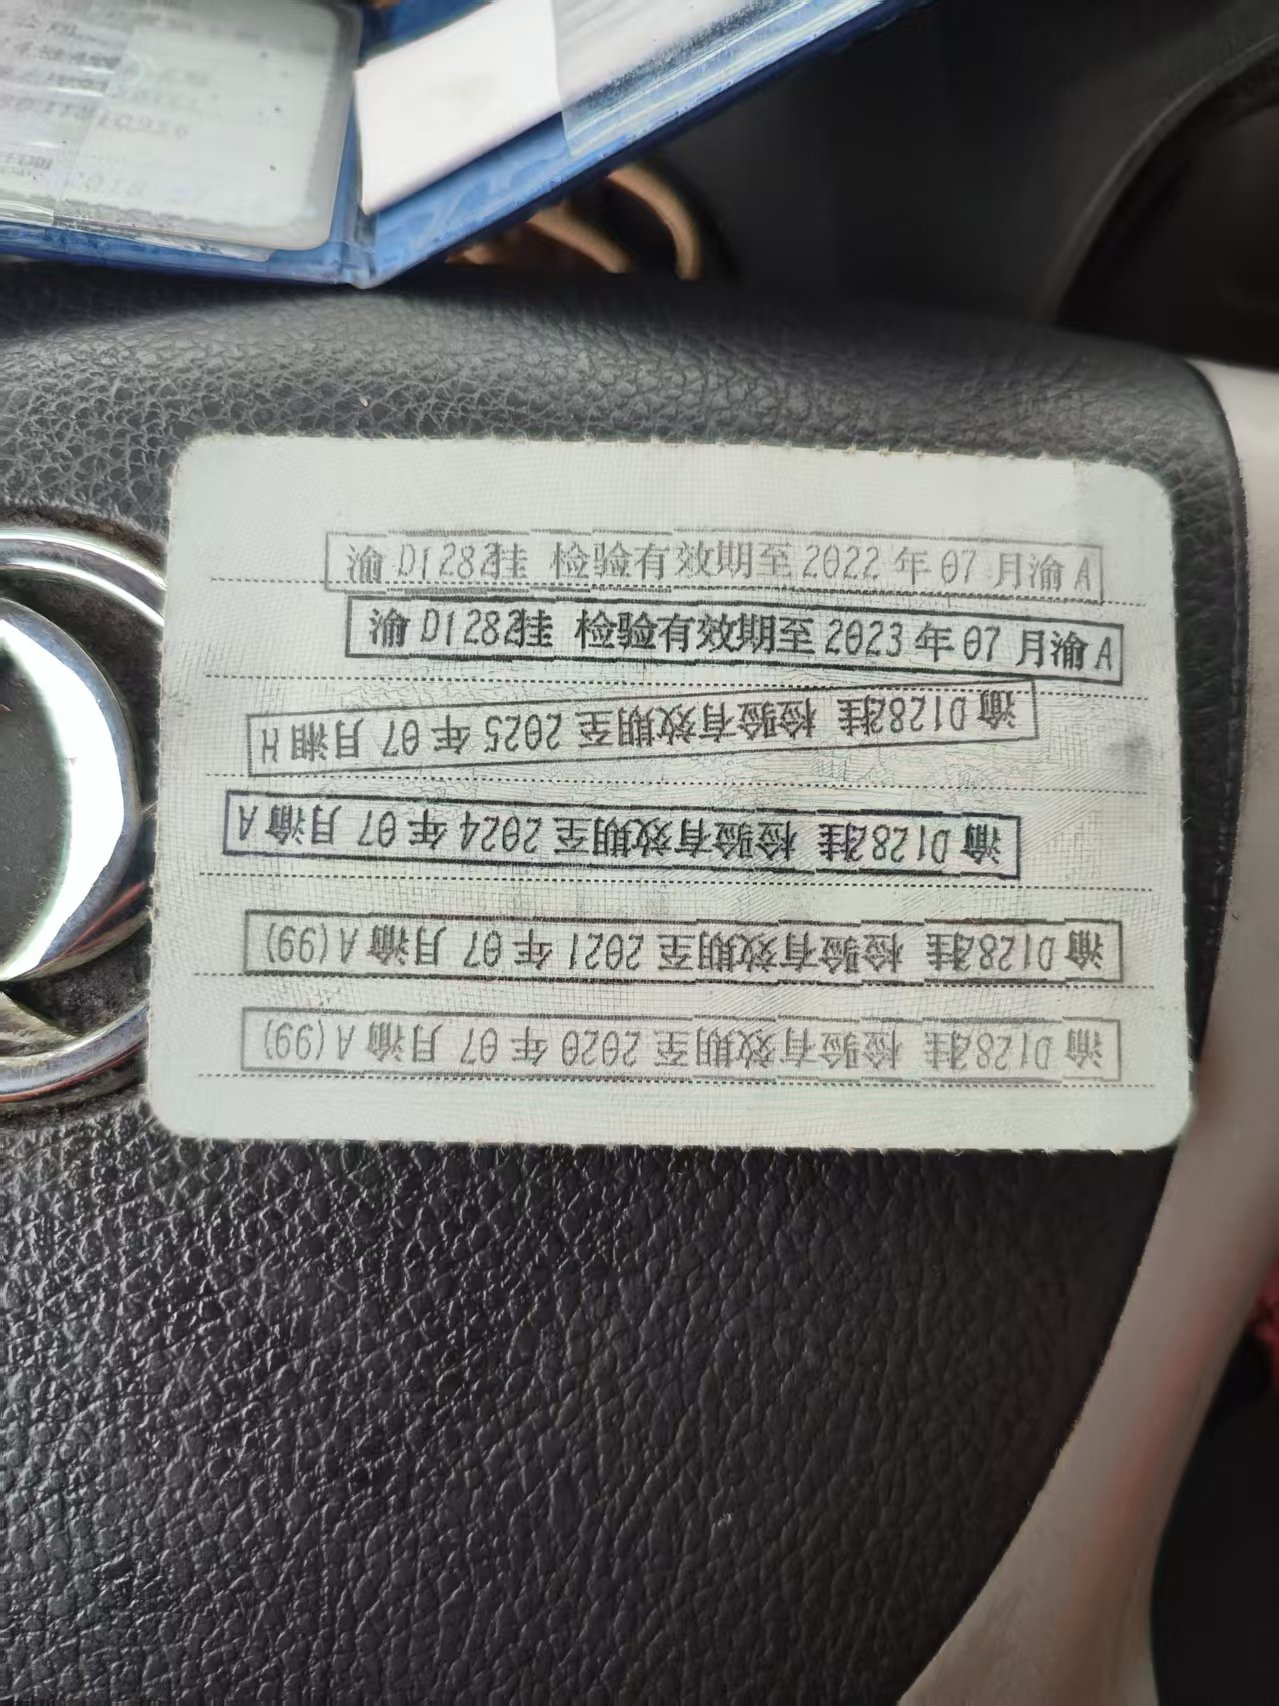 渝D1282挂 检验有效期至2022年07月渝A
渝D1282挂 检验有效期至2023年07月渝A
渝D1282挂 检验有效期至2025年07月湘H
渝D1282挂 检验有效期至2024年07月渝A
渝D1282挂 检验有效期至2021年07月渝A(99)
渝D1282挂 检验有效期至2020年07月渝A(99)